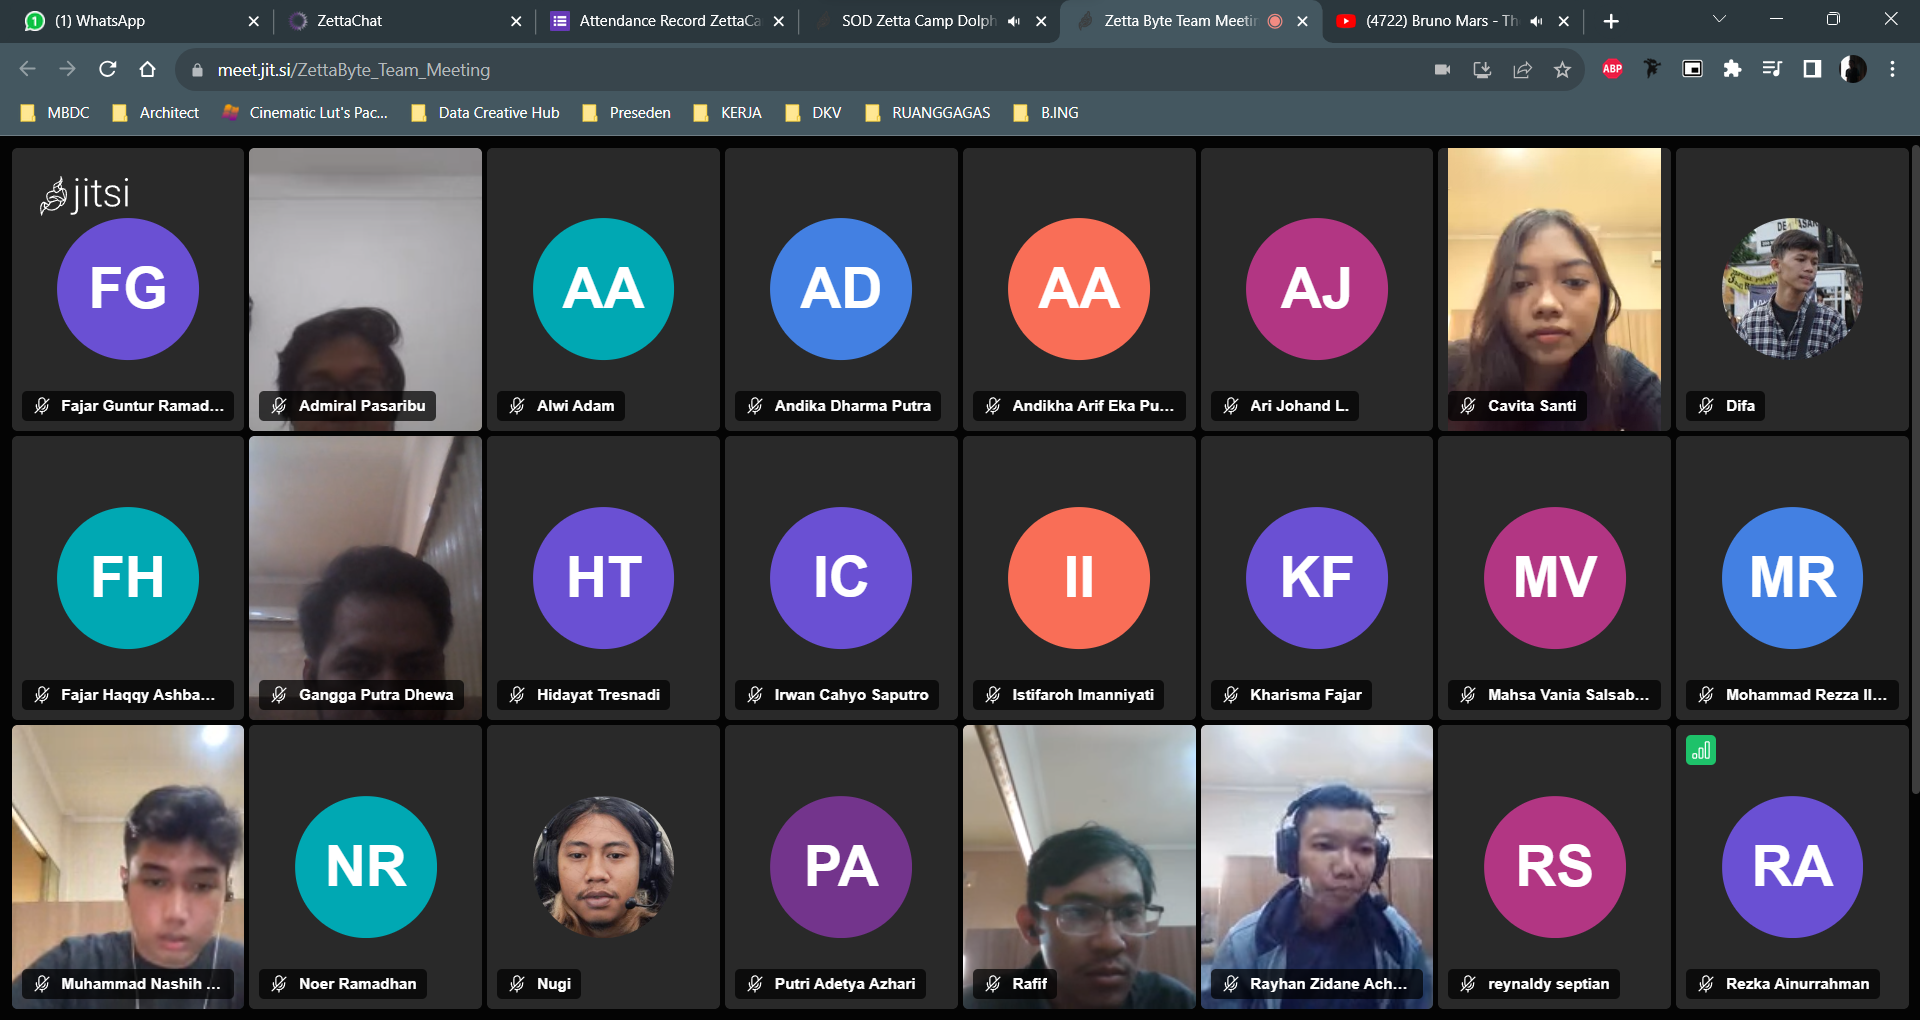 (1) WhatsApp
ZettaChat
Attendance Record ZettaCa
SOD Zetta Camp Dolph
Zetta Byte Team Meetin
(4722) Bruno Mars - Th
meet.jit.si/ZettaByte_Team_Meeting
ABP
MBDC
Architect
Cinematic Lut's Pac...
Data Creative Hub
Preseden
KERJA
DKV
RUANGGAGAS
B.ING
jitsi
FG
AA
AD
AA
AJ
Fajar Guntur Ramad...
Admiral Pasaribu
Alwi Adam
Andika Dharma Putra
Andikha Arif Eka Pu...
Ari Johand L.
Cavita Santi
Difa
FH
HT
IC
II
KF
MV
MR
Fajar Haqqy Ashba...
Gangga Putra Dhewa
Hidayat Tresnadi
Irwan Cahyo Saputro
Istifaroh Imanniyati
Kharisma Fajar
Mahsa Vania Salsab...
Mohammad Rezza Il...
NR
PA
RS
RA
Muhammad Nashih ...
Noer Ramadhan
Nugi
Putri Adetya Azhari
Rafif
Rayhan Zidane Ach...
reynaldy septian
Rezka Ainurrahman